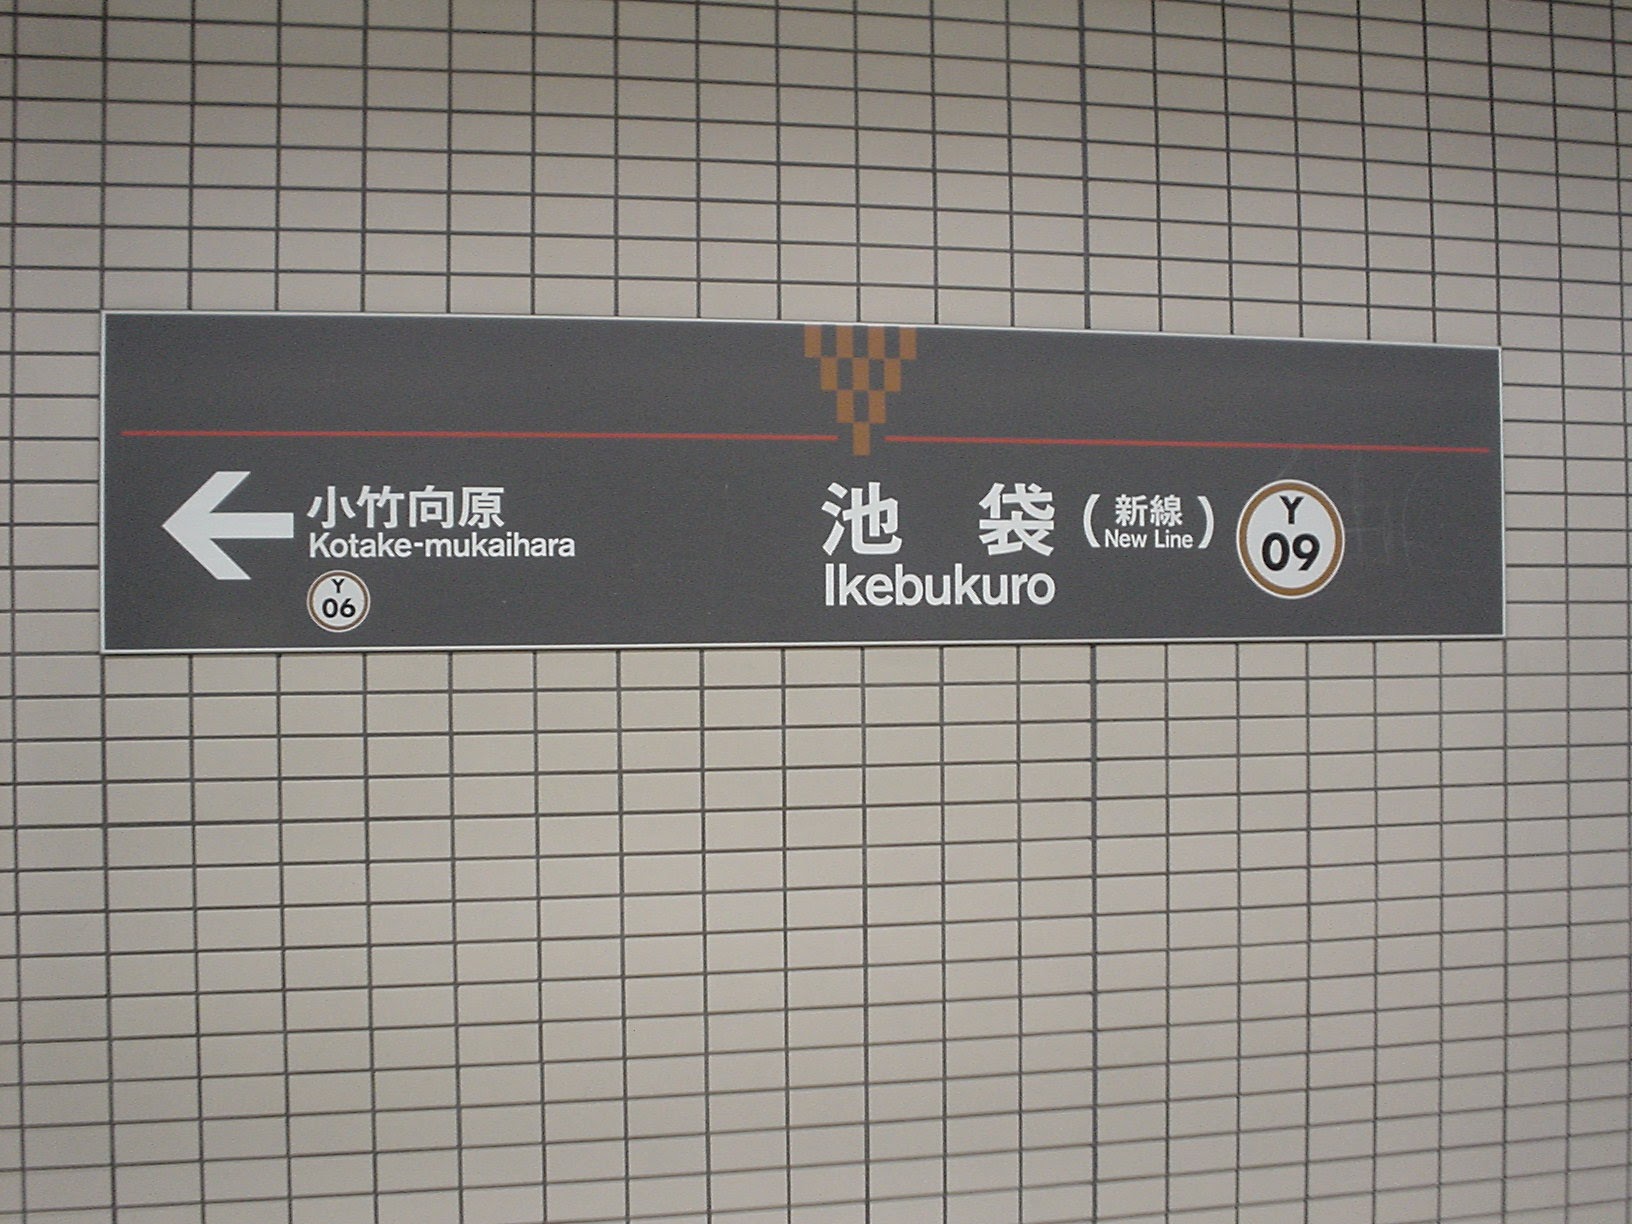 小竹向原
Kotake-mukaihara
Y
06
池 袋
Ikebukuro
(新線
New Line)
Y
09